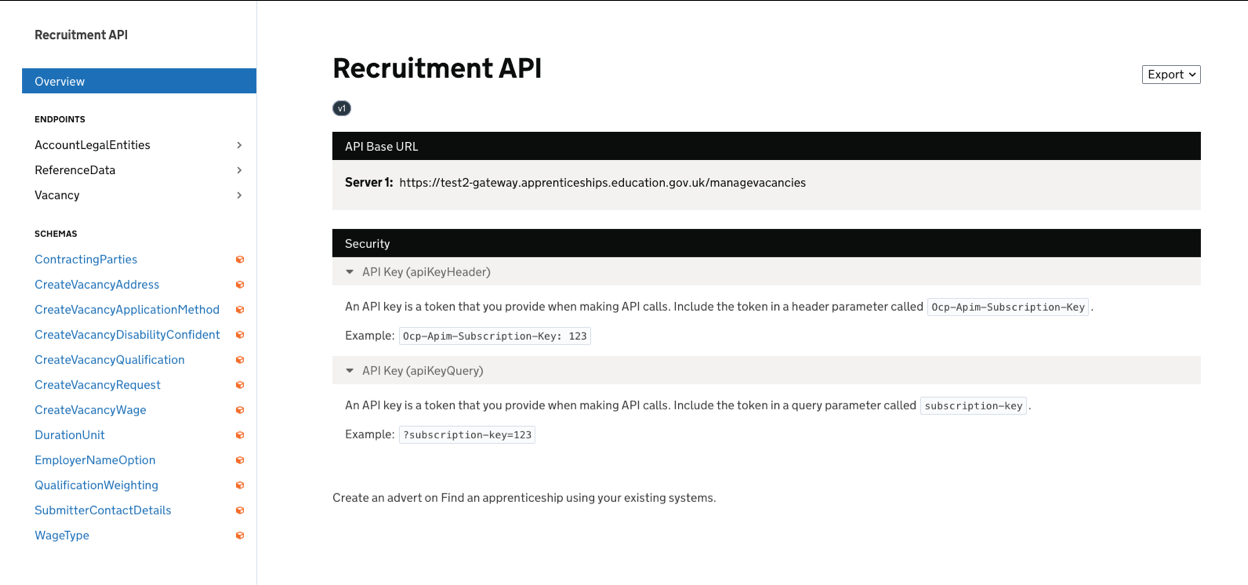 Recruitment API
Overview
ENDPOINTS
AccountLegalEntities
ReferenceData
Vacancy
SCHEMAS
ContractingParties
CreateVacancyAddress
CreateVacancyApplicationMethod
CreateVacancyDisabilityConfident
CreateVacancyQualification
CreateVacancyRequest
CreateVacancyWage
DurationUnit
EmployerNameOption
QualificationWeighting
SubmitterContactDetails
WageType
Recruitment API
Export
v1
API Base URL
Server 1: https://test2-gateway.apprenticeships.education.gov.uk/managevacancies
Security
API Key (apiKeyHeader)
An API key is a token that you provide when making API calls. Include the token in a header parameter called Ocp-Apim-Subscription-Key .
Example: Ocp-Apim-Subscription-Key: 123
API Key (apiKeyQuery)
An API key is a token that you provide when making API calls. Include the token in a query parameter called subscription-key .
Example: ?subscription-key=123
Create an advert on Find an apprenticeship using your existing systems.